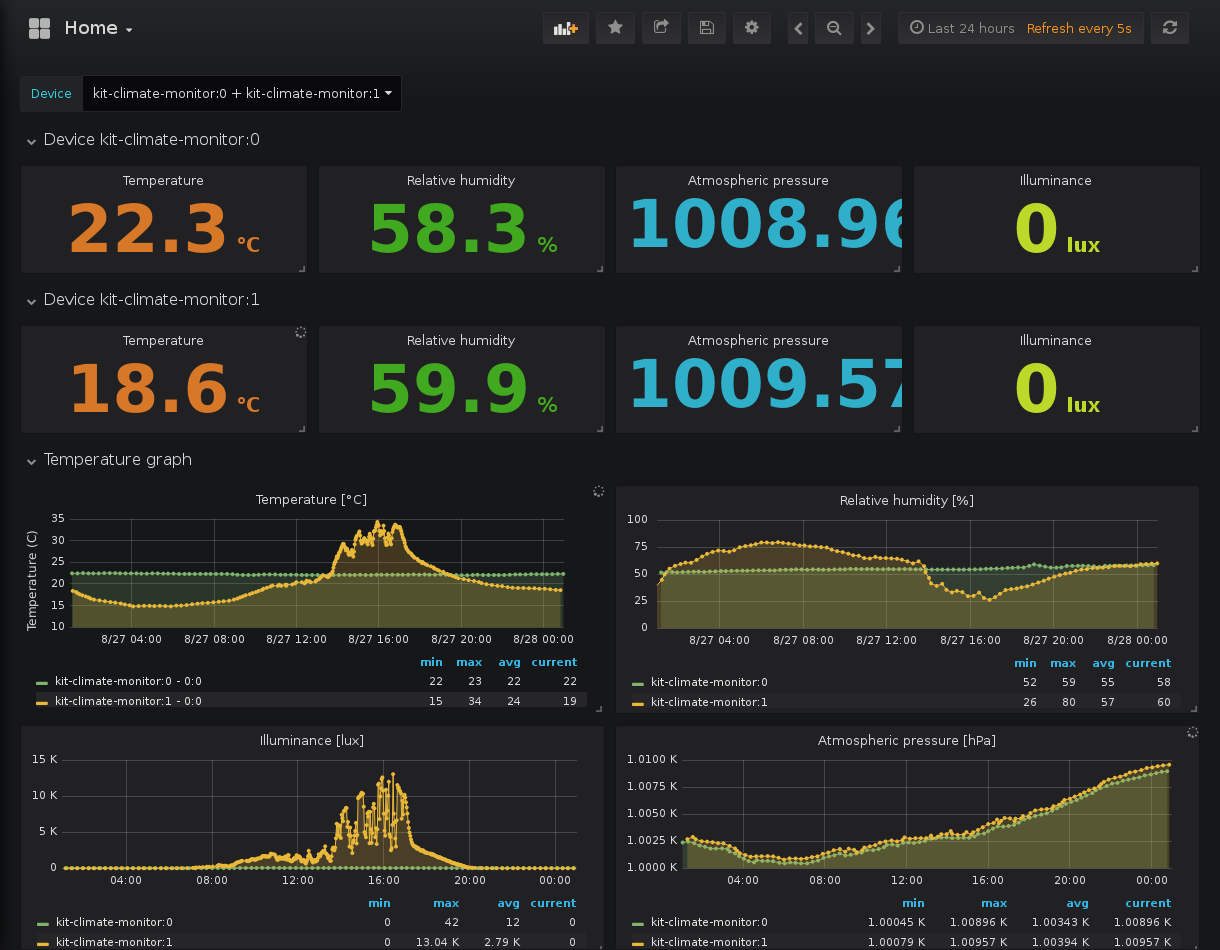 Home
Last 24 hours Refresh every 5s
Device kit-climate-monitor:0 + kit-climate-monitor:1
Device kit-climate-monitor:0
Temperature Relative humidity Atmospheric pressure Illuminance
22.3 °C 58.3 % 1008.96 0 lux
Device kit-climate-monitor:1
Temperature Relative humidity Atmospheric pressure Illuminance
18.6 °C 59.9 % 1009.57 0 lux
Temperature graph
Temperature [°C]
Temperature (C)
35
30
25
20
15
10
8/27 04:00 8/27 08:00 8/27 12:00 8/27 16:00 8/27 20:00 8/28 00:00
min max avg current
kit-climate-monitor:0 - 0:0 22 23 22 22
kit-climate-monitor:1 - 0:0 15 34 24 19
Relative humidity [%]
100
75
50
25
0
8/27 04:00 8/27 08:00 8/27 12:00 8/27 16:00 8/27 20:00 8/28 00:00
min max avg current
kit-climate-monitor:0 52 59 55 58
kit-climate-monitor:1 26 80 57 60
Illuminance [lux]
15 K
10 K
5 K
0
04:00 08:00 12:00 16:00 20:00 00:00
min max avg current
kit-climate-monitor:0 0 42 12 0
kit-climate-monitor:1 0 13.04 K 2.79 K 0
Atmospheric pressure [hPa]
1.0100 K
1.0075 K
1.0050 K
1.0025 K
1.0000 K
04:00 08:00 12:00 16:00 20:00 00:00
min max avg current
kit-climate-monitor:0 1.00045 K 1.00896 K 1.00343 K 1.00896 K
kit-climate-monitor:1 1.00079 K 1.00957 K 1.00394 K 1.00957 K